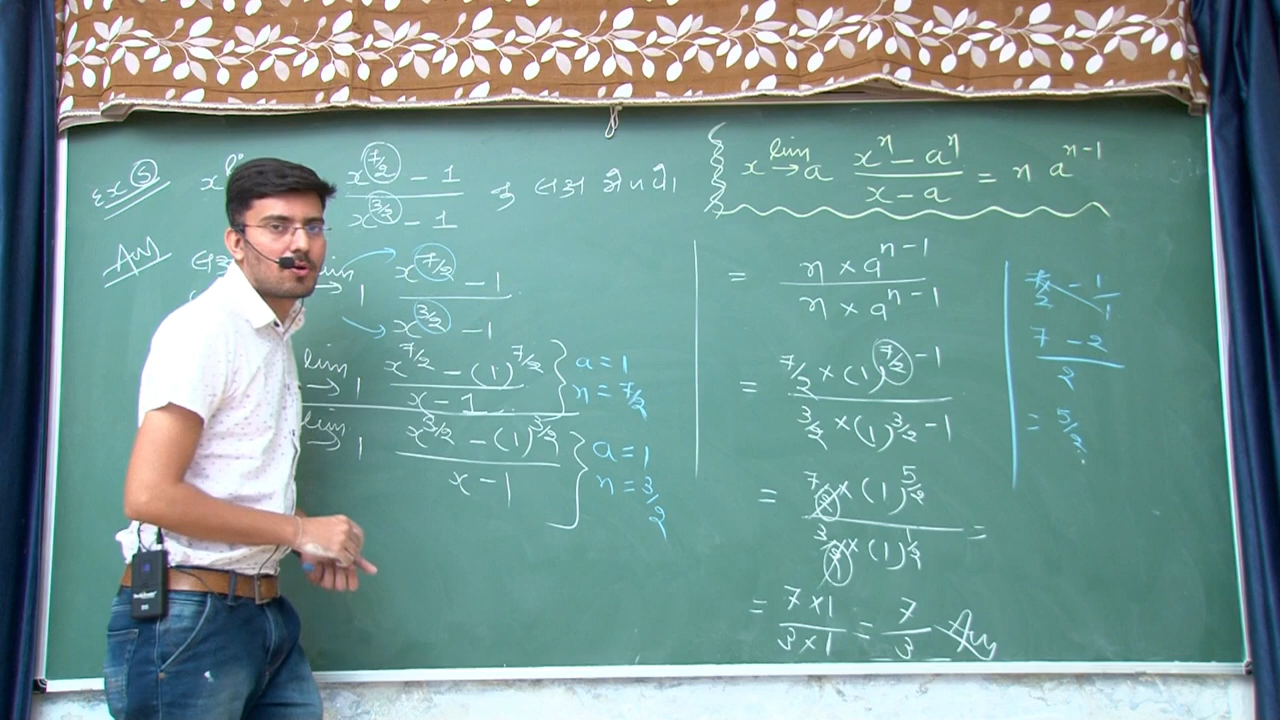 Ex ⑤ x^(7/2) - 1 / x^(3/2) - 1
Ans
lim x→1 x^(7/2) - 1 / x^(3/2) - 1
lim →1 x^(7/2) - (1)^(7/2) / x - 1 } a = 1 n = 7/2
lim →1 x^(3/2) - (1)^(3/2) / x - 1 } a = 1 n = 3/2
lim x→a x^n - a^n / x - a = n a^(n-1)
= n × a^(n-1) / n × a^(n-1)
= 7/2 × (1)^(7/2 - 1) / 3/2 × (1)^(3/2 - 1)
= 7/2 × (1)^(5/2) / 3/2 × (1)^(1/2) =
= 7×1 / 3×1 = 7/3 Ans
7/2 - 1/1
7 - 2 / 2
= 5/2